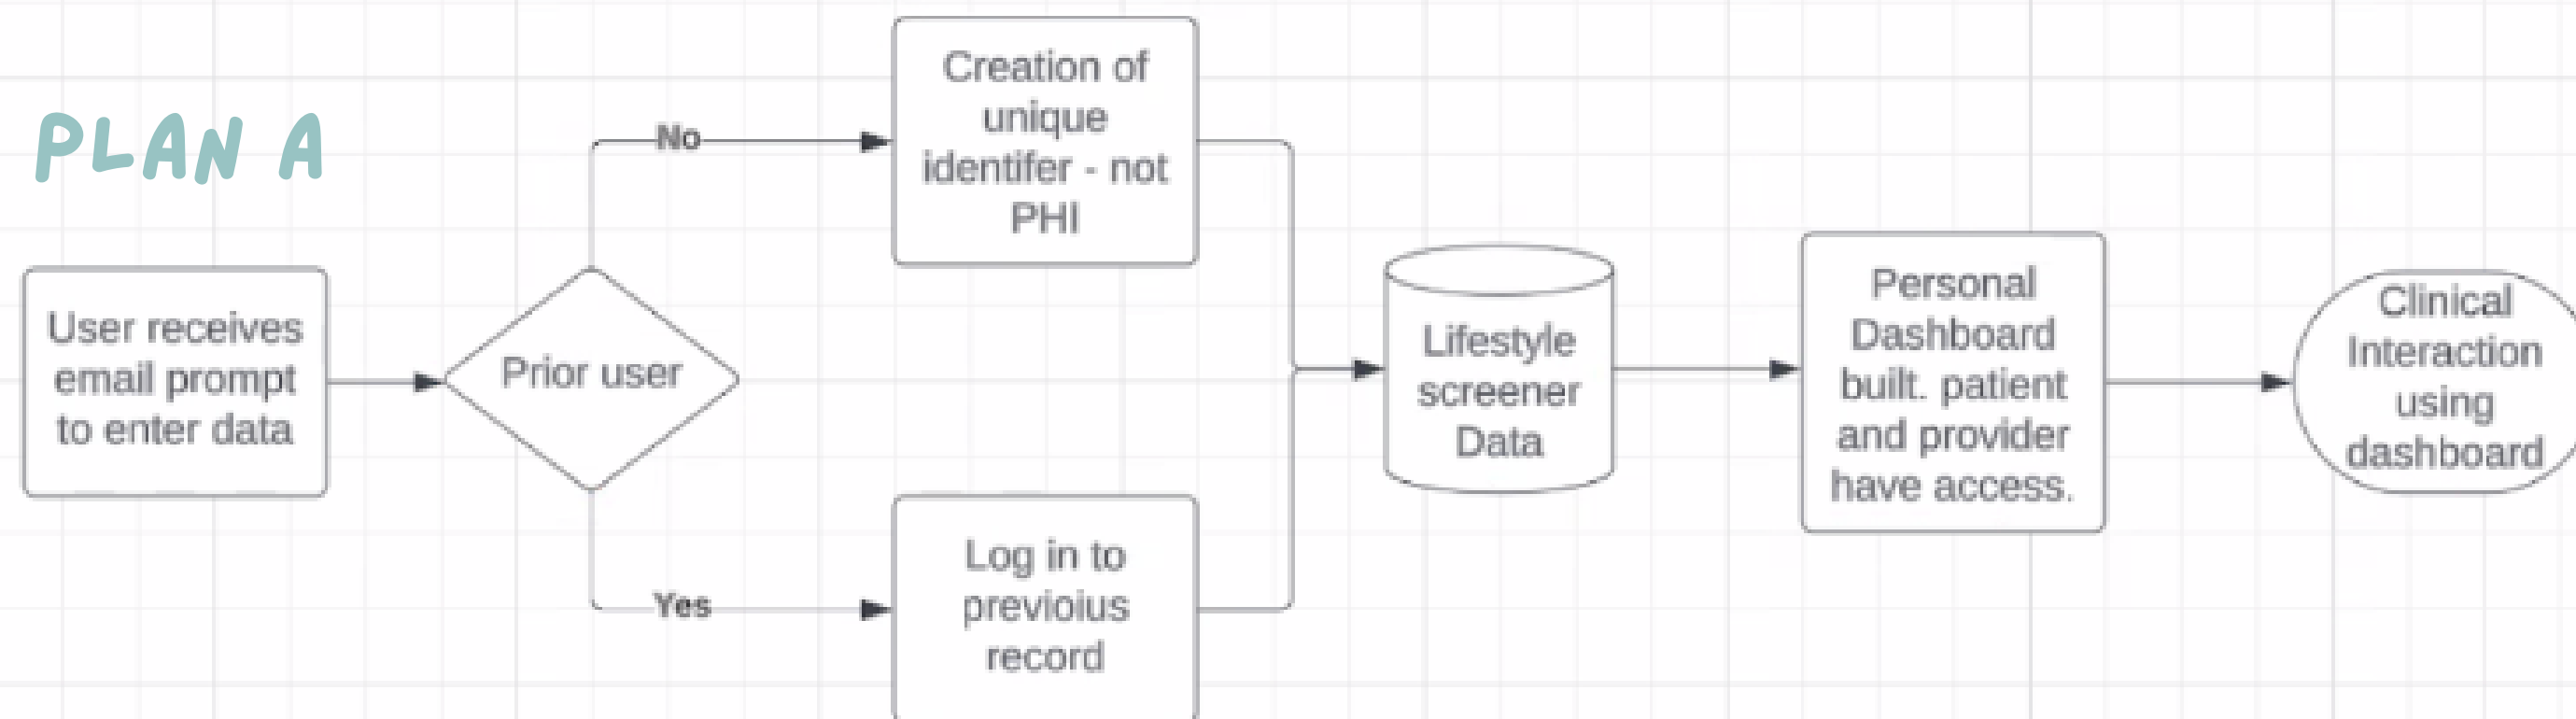 PLAN A
User receives
email prompt
to enter data
Prior user
No
Creation of
unique
identifer - not
PHI
Yes
Log in to
previoius
record
Lifestyle
screener
Data
Personal
Dashboard
built. patient
and provider
have access.
Clinical
Interaction
using
dashboard